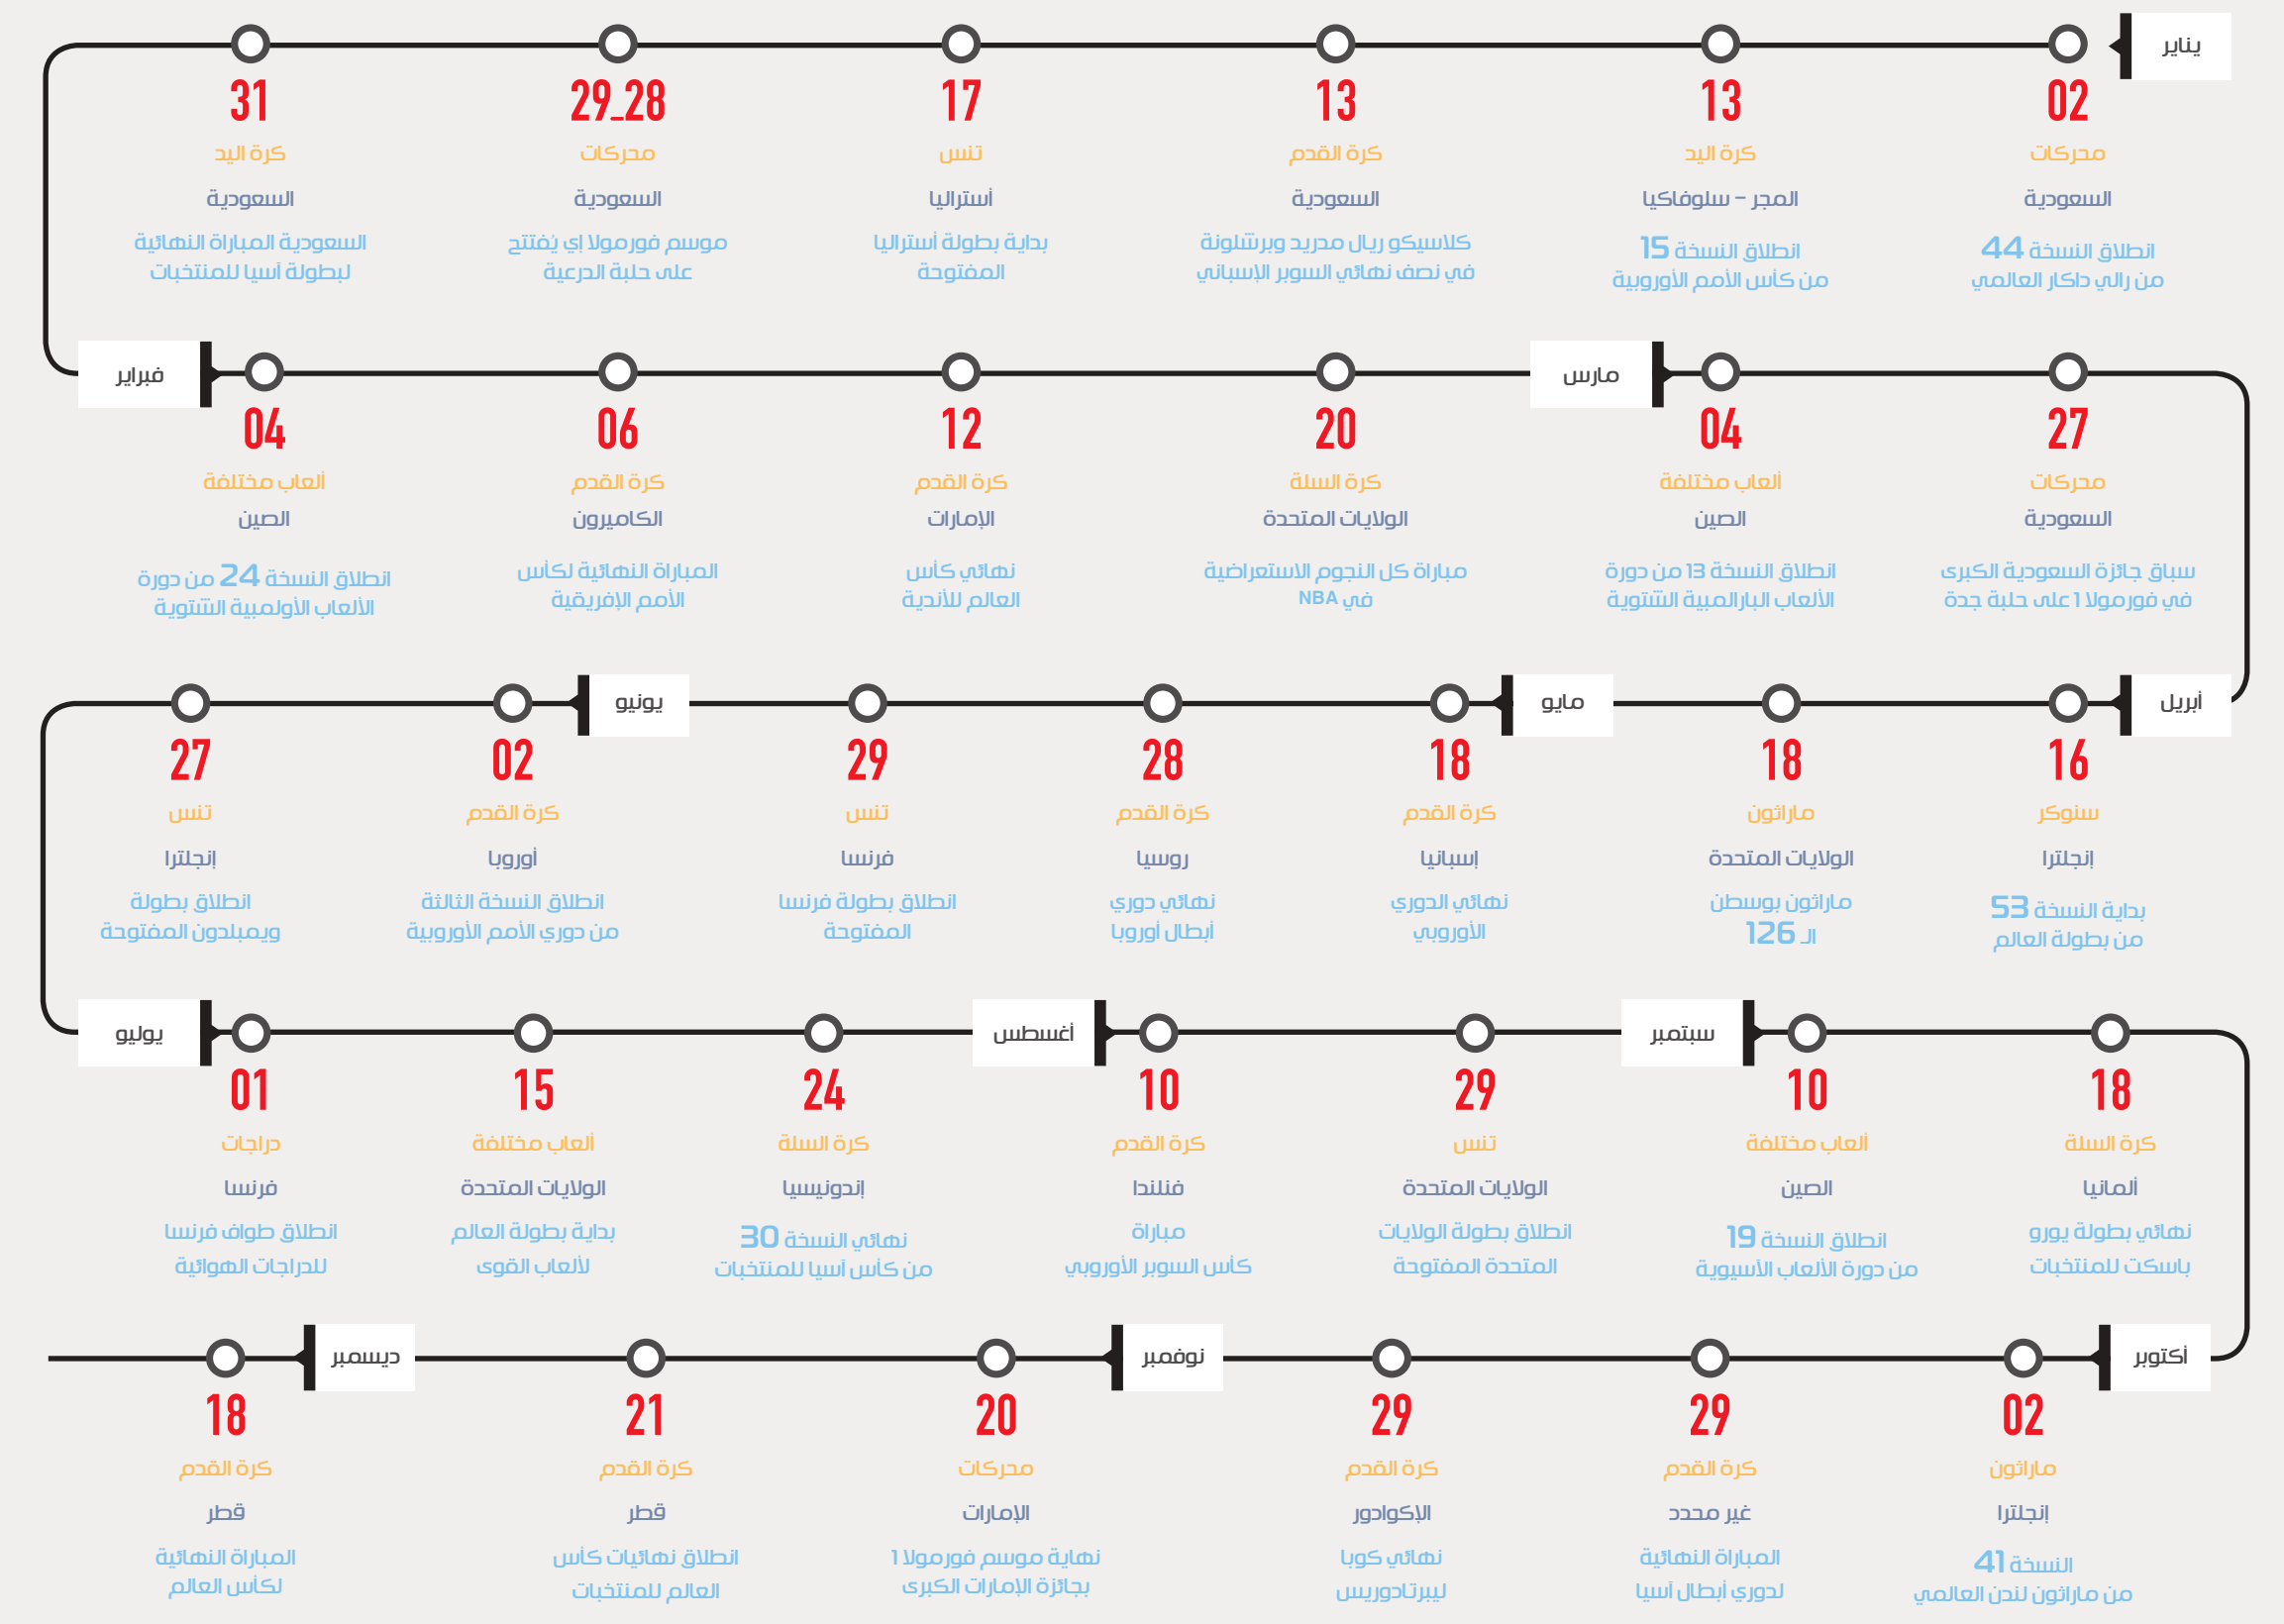 يناير
02
محركات
السعودية
انطلاق النسخة 44
من رالي داكار العالمي
13
كرة اليد
المجر – سلوفاكيا
انطلاق النسخة 15
من كأس الأمم الأوروبية
13
كرة القدم
السعودية
كلاسيكو ريال مدريد وبرشلونة
في نصف نهائي السوبر الإسباني
17
تنس
أستراليا
بداية بطولة أستراليا
المفتوحة
28_29
محركات
السعودية
موسم فورمولا إي يُفتتح
على حلبة الدرعية
31
كرة اليد
السعودية
السعودية المباراة النهائية
لبطولة آسيا للمنتخبات
فبراير
04
ألعاب مختلفة
الصين
انطلاق النسخة 24 من دورة
الألعاب الأولمبية الشتوية
06
كرة القدم
الكاميرون
المباراة النهائية لكأس
الأمم الإفريقية
12
كرة القدم
الإمارات
نهائي كأس
العالم للأندية
20
كرة السلة
الولايات المتحدة
مباراة كل النجوم الاستعراضية
في NBA
مارس
04
ألعاب مختلفة
الصين
انطلاق النسخة 13 من دورة
الألعاب البارالمبية الشتوية
27
محركات
السعودية
سباق جائزة السعودية الكبرى
في فورمولا 1 على حلبة جدة
أبريل
16
سنوكر
إنجلترا
بداية النسخة 53
من بطولة العالم
18
ماراثون
الولايات المتحدة
ماراثون بوسطن
الـ 126
مايو
18
كرة القدم
إسبانيا
نهائي الدوري
الأوروبي
28
كرة القدم
روسيا
نهائي دوري
أبطال أوروبا
29
تنس
فرنسا
انطلاق بطولة فرنسا
المفتوحة
يونيو
02
كرة القدم
أوروبا
انطلاق النسخة الثالثة
من دوري الأمم الأوروبية
27
تنس
إنجلترا
انطلاق بطولة
ويمبلدون المفتوحة
يوليو
01
دراجات
فرنسا
انطلاق طواف فرنسا
للدراجات الهوائية
15
ألعاب مختلفة
الولايات المتحدة
بداية بطولة العالم
لألعاب القوى
24
كرة السلة
إندونيسيا
نهائي النسخة 30
من كأس آسيا للمنتخبات
أغسطس
10
كرة القدم
فنلندا
مباراة
كأس السوبر الأوروبي
29
تنس
الولايات المتحدة
انطلاق بطولة الولايات
المتحدة المفتوحة
سبتمبر
10
ألعاب مختلفة
الصين
انطلاق النسخة 19
من دورة الألعاب الآسيوية
18
كرة السلة
ألمانيا
نهائي بطولة يورو
باسكت للمنتخبات
أكتوبر
02
ماراثون
إنجلترا
النسخة 41
من ماراثون لندن العالمي
29
كرة القدم
غير محدد
المباراة النهائية
لدوري أبطال آسيا
29
كرة القدم
الإكوادور
نهائي كوبا
ليبرتادوريس
نوفمبر
20
محركات
الإمارات
نهاية موسم فورمولا 1
بجائزة الإمارات الكبرى
21
كرة القدم
قطر
انطلاق نهائيات كأس
العالم للمنتخبات
ديسمبر
18
كرة القدم
قطر
المباراة النهائية
لكأس العالم